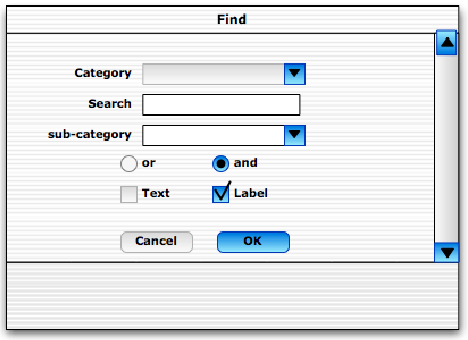 Find
Category
Search
sub-category
or and
Text Label
Cancel OK